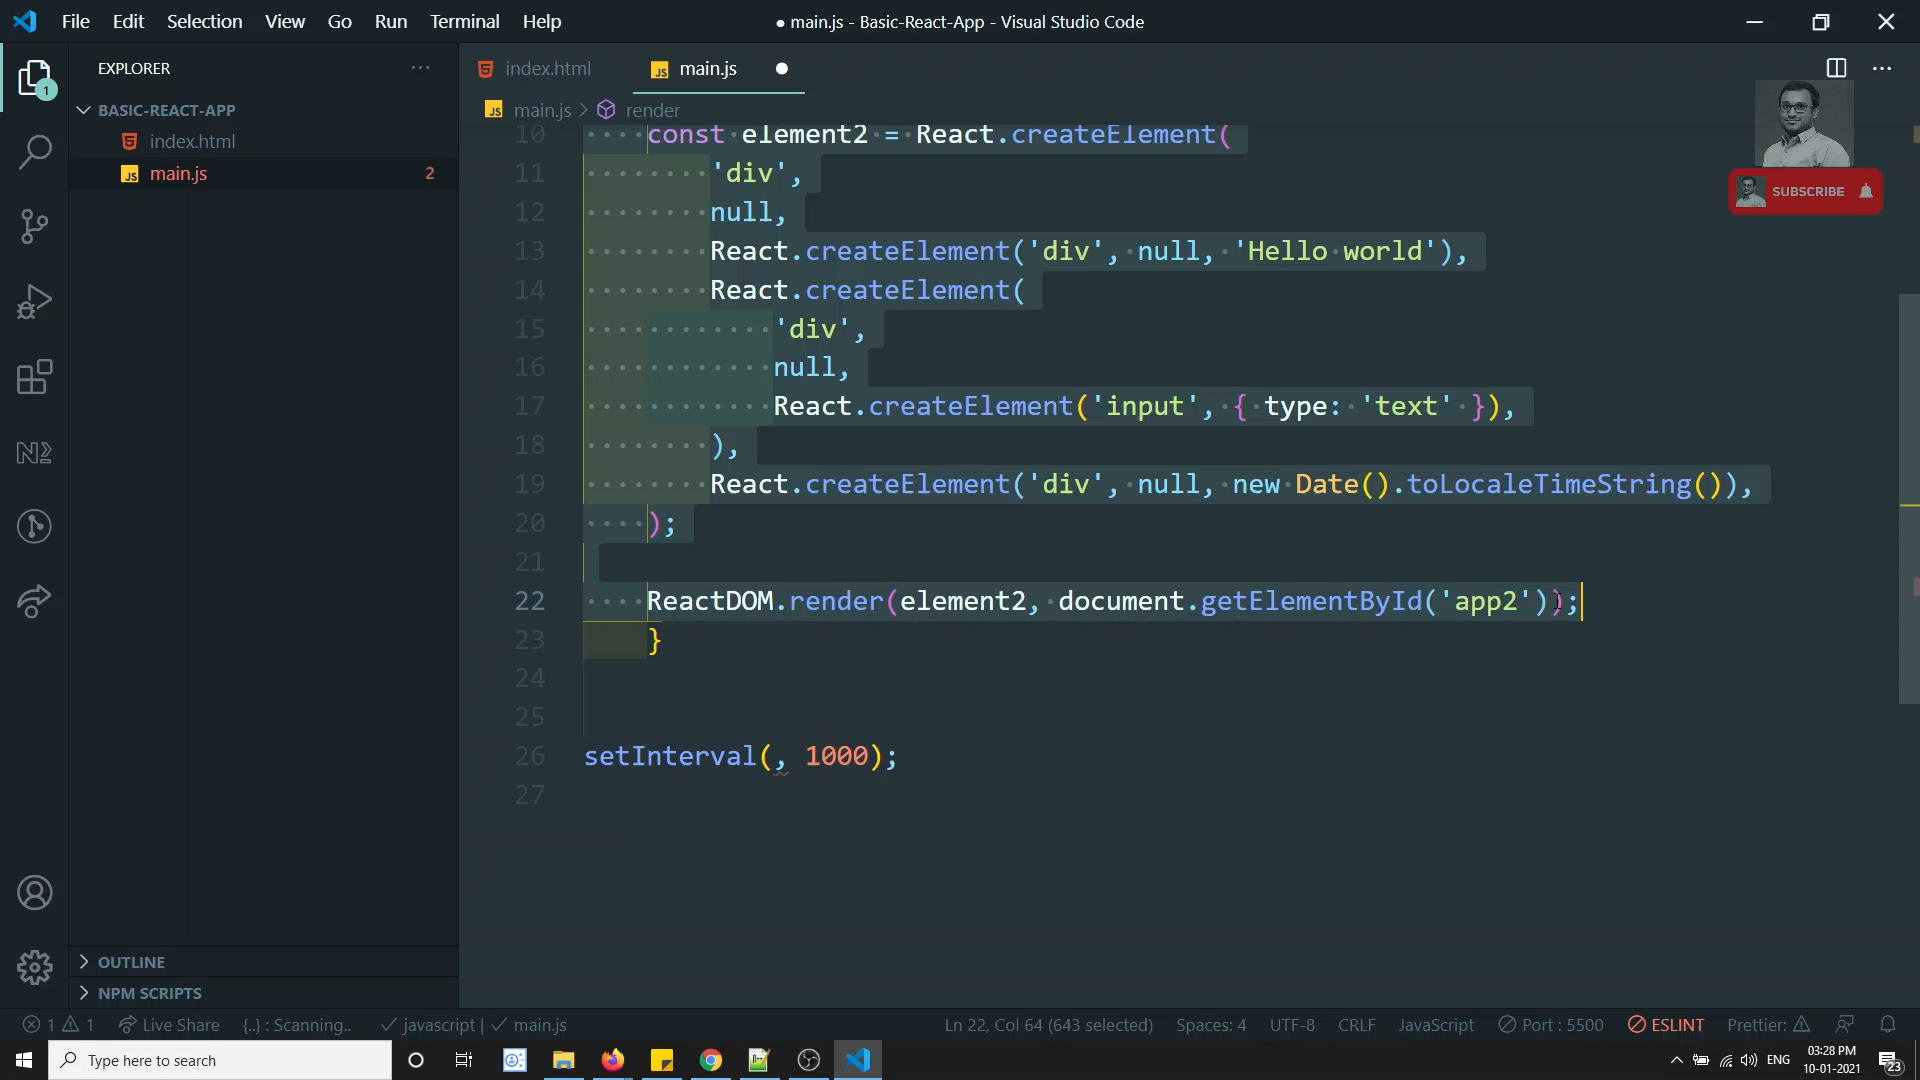 File Edit Selection View Go Run Terminal Help
● main.js - Basic-React-App - Visual Studio Code
EXPLORER
BASIC-REACT-APP
index.html
main.js 2
1
OUTLINE
NPM SCRIPTS
index.html
JS main.js
JS main.js > render
SUBSCRIBE
10 const element2 = React.createElement(
11 'div',
12 null,
13 React.createElement('div', null, 'Hello world'),
14 React.createElement(
15 'div',
16 null,
17 React.createElement('input', { type: 'text' }),
18 ),
19 React.createElement('div', null, new Date().toLocaleTimeString()),
20 );
21
22 ReactDOM.render(element2, document.getElementById('app2'));
23 }
24
25
26 setInterval(, 1000);
27
1 1 Live Share {..} : Scanning.. javascript | main.js
Ln 22, Col 64 (643 selected) Spaces: 4 UTF-8 CRLF JavaScript Port : 5500 ESLINT Prettier:
Type here to search
ENG
03:28 PM
10-01-2021
23